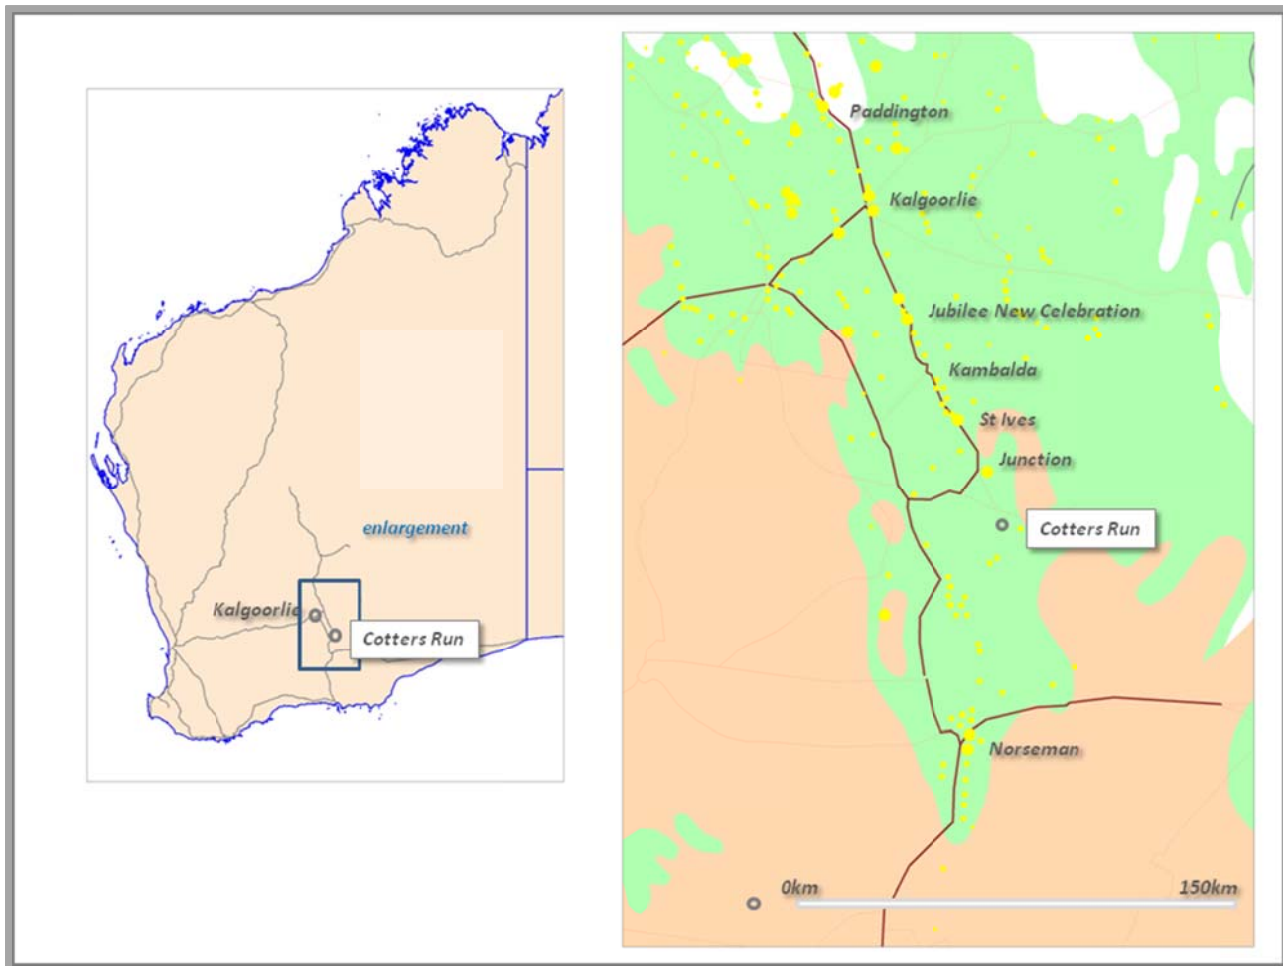 enlargement
Kalgoorlie
Cotters Run
Paddington
Kalgoorlie
Jubilee New Celebration
Kambalda
St Ives
Junction
Cotters Run
Norseman
0km
150km